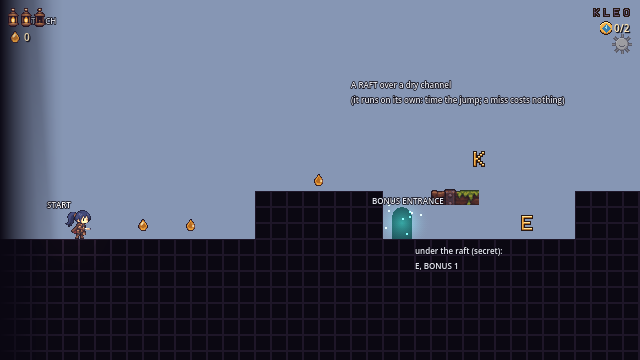 KLEO
0/2
0
A RAFT over a dry channel
(it runs on its own: time the jump; a miss costs nothing)
K
START
BONUS ENTRANCE
E
under the raft (secret):
E, BONUS 1